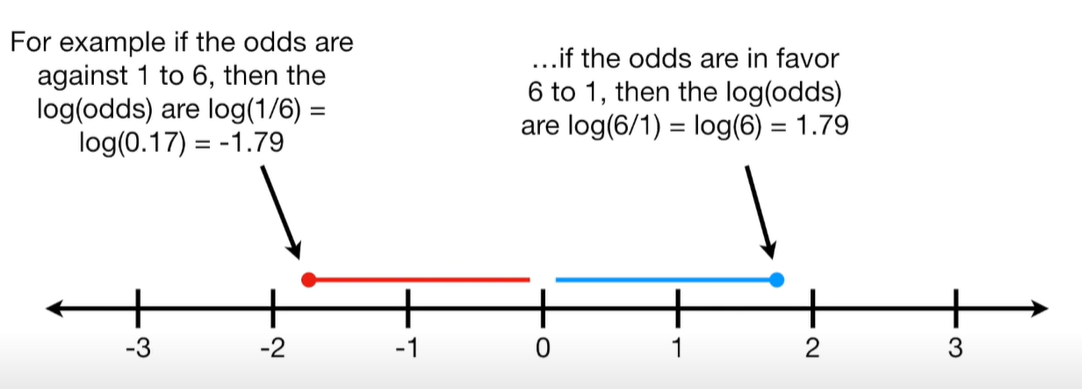 For example if the odds are
against 1 to 6, then the
log(odds) are log(1/6) =
log(0.17) = -1.79
...if the odds are in favor
6 to 1, then the log(odds)
are log(6/1) = log(6) = 1.79
-3 -2 -1 0 1 2 3